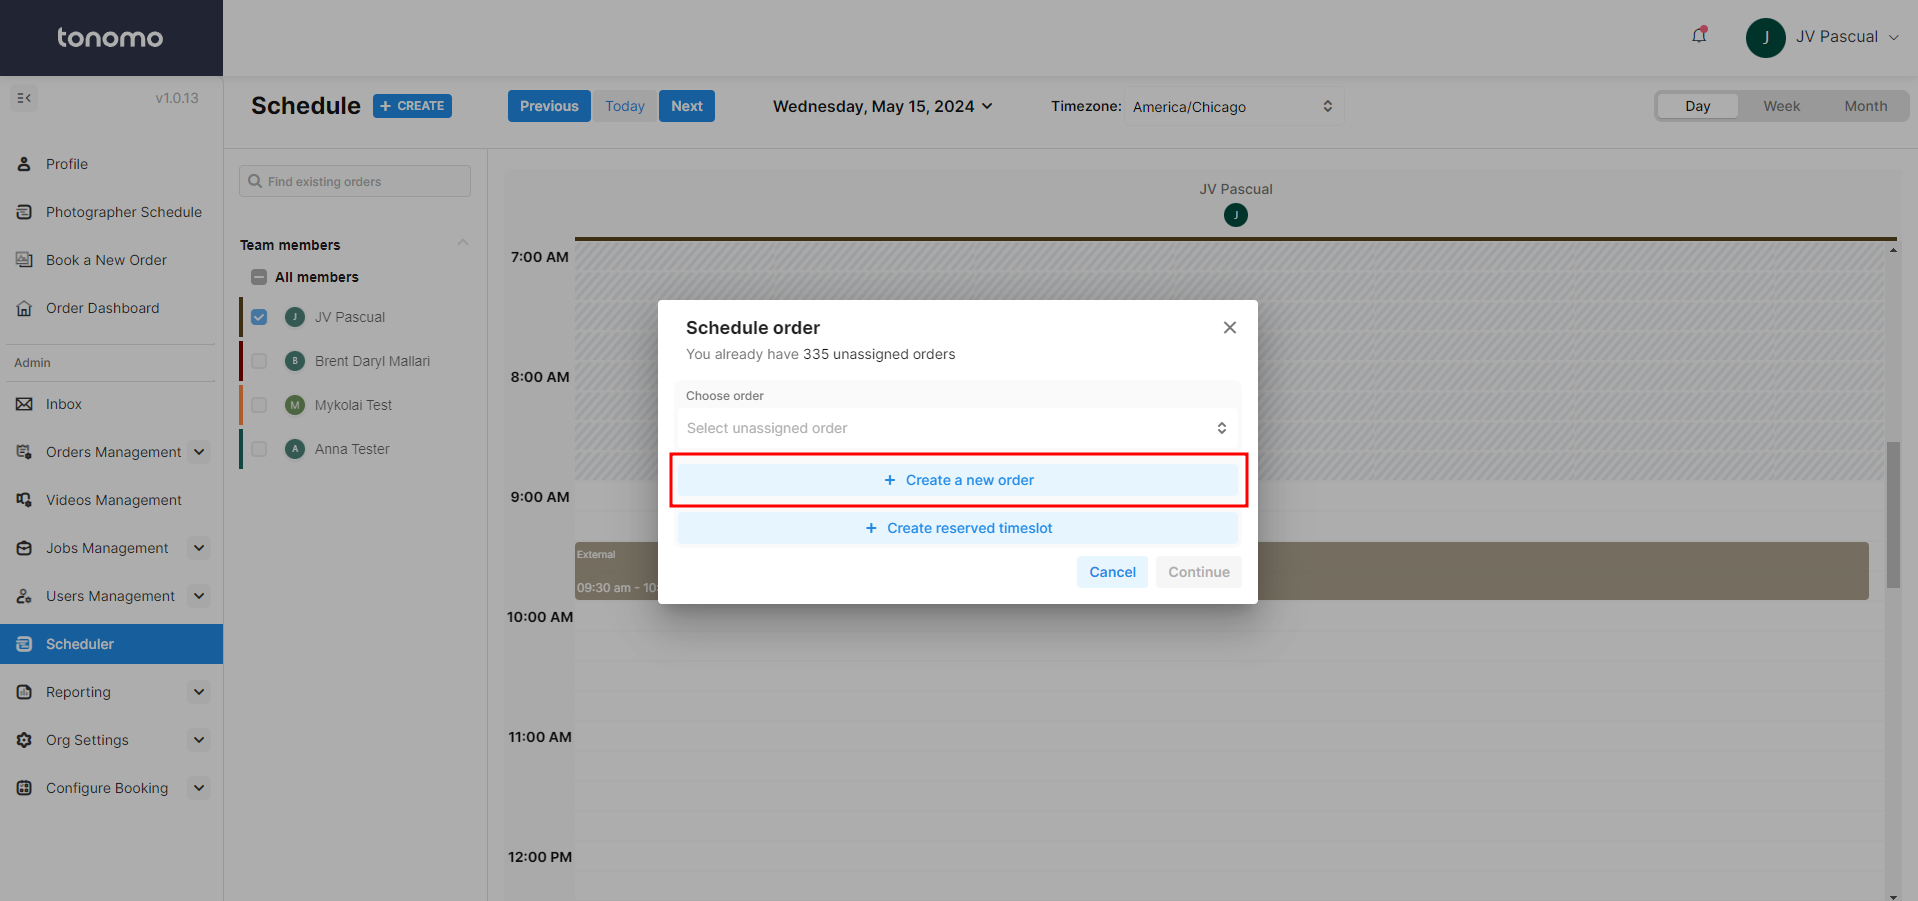 tonomo
JV Pascual
J
v1.0.13
Schedule
+ CREATE
Previous
Today
Next
Wednesday, May 15, 2024
Timezone:
America/Chicago
Day
Week
Month
Profile
Photographer Schedule
Book a New Order
Order Dashboard
Admin
Inbox
Orders Management
Videos Management
Jobs Management
Users Management
Scheduler
Reporting
Org Settings
Configure Booking
Find existing orders
Team members
All members
J JV Pascual
B Brent Daryl Mallari
M Mykolai Test
A Anna Tester
JV Pascual
J
7:00 AM
8:00 AM
9:00 AM
10:00 AM
11:00 AM
12:00 PM
External
09:30 am - 10:
Schedule order
You already have 335 unassigned orders
Choose order
Select unassigned order
+ Create a new order
+ Create reserved timeslot
Cancel
Continue